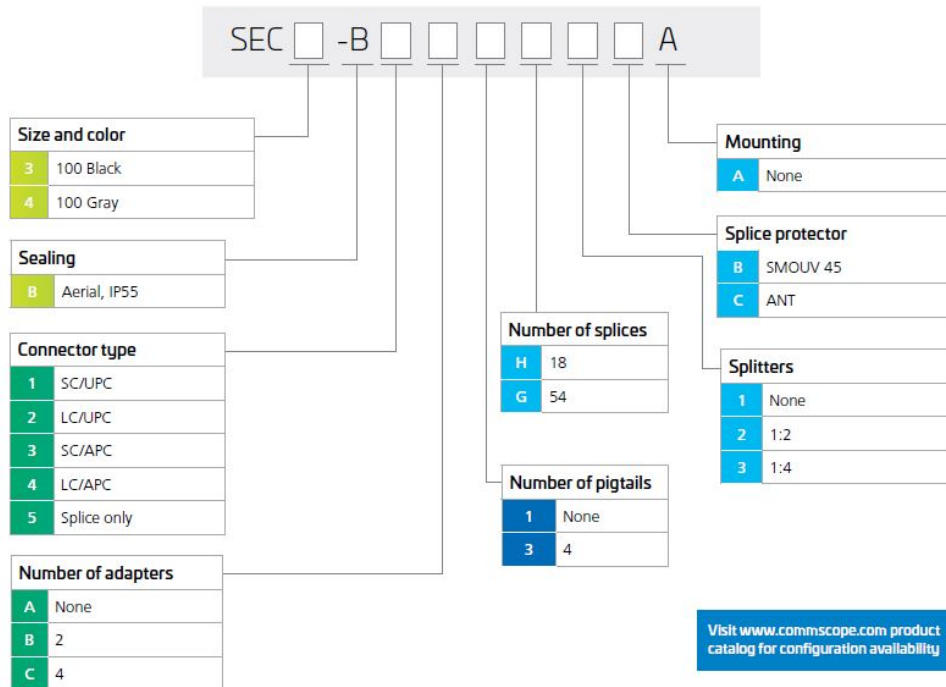 SEC -B A
Size and color
3 100 Black
4 100 Gray
Sealing
B Aerial, IP55
Connector type
1 SC/UPC
2 LC/UPC
3 SC/APC
4 LC/APC
5 Splice only
Number of adapters
A None
B 2
C 4
Number of splices
H 18
G 54
Number of pigtails
1 None
3 4
Mounting
A None
Splice protector
B SMOUV 45
C ANT
Splitters
1 None
2 1:2
3 1:4
Visit www.commscope.com product
catalog for configuration availability